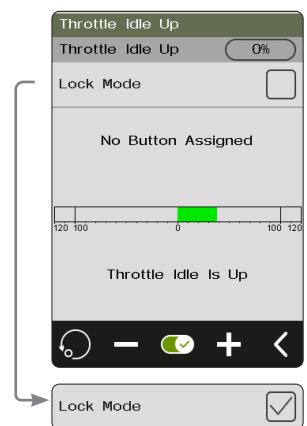 Throttle Idle Up
Throttle Idle Up 0%
Lock Mode
No Button Assigned
120 100 0 100 120
Throttle Idle Is Up
Lock Mode